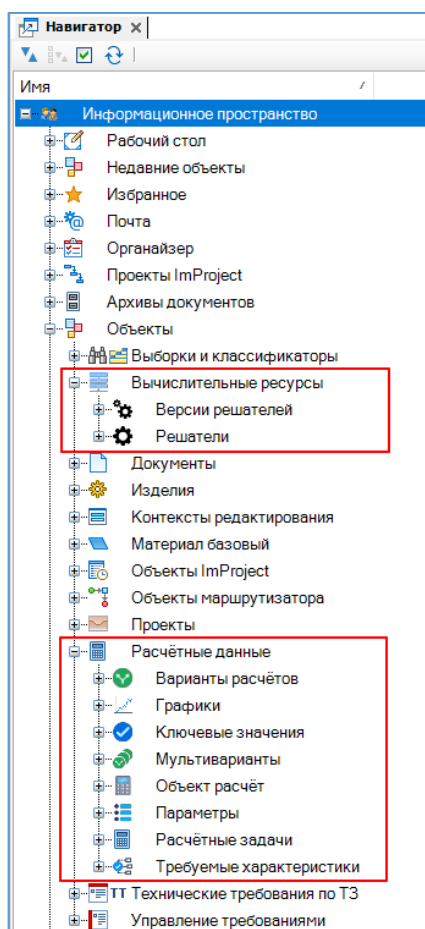 Навигатор
Имя
Информационное пространство
Рабочий стол
Недавние объекты
Избранное
Почта
Органайзер
Проекты ImProject
Архивы документов
Объекты
Выборки и классификаторы
Вычислительные ресурсы
Версии решателей
Решатели
Документы
Изделия
Контексты редактирования
Материал базовый
Объекты ImProject
Объекты маршрутизатора
Проекты
Расчётные данные
Варианты расчётов
Графики
Ключевые значения
Мультиварианты
Объект расчёт
Параметры
Расчётные задачи
Требуемые характеристики
ТТ Технические требования по ТЗ
Управление требованиями